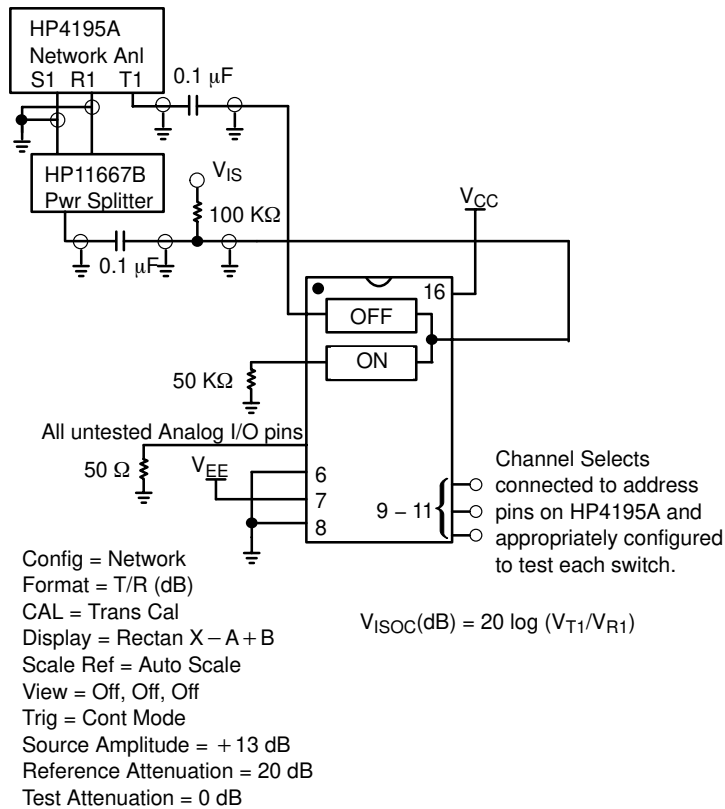 HP4195A
Network Anl
S1 R1 T1
0.1 µF
HP11667B
Pwr Splitter
VIS
100 KΩ
VCC
0.1 µF
16
OFF
ON
50 KΩ
All untested Analog I/O pins
50 Ω
VEE
6
7
8
9 – 11
Channel Selects
connected to address
pins on HP4195A and
appropriately configured
to test each switch.
Config = Network
Format = T/R (dB)
CAL = Trans Cal
Display = Rectan X – A + B
Scale Ref = Auto Scale
View = Off, Off, Off
Trig = Cont Mode
Source Amplitude = + 13 dB
Reference Attenuation = 20 dB
Test Attenuation = 0 dB
VISOC(dB) = 20 log (VT1/VR1)